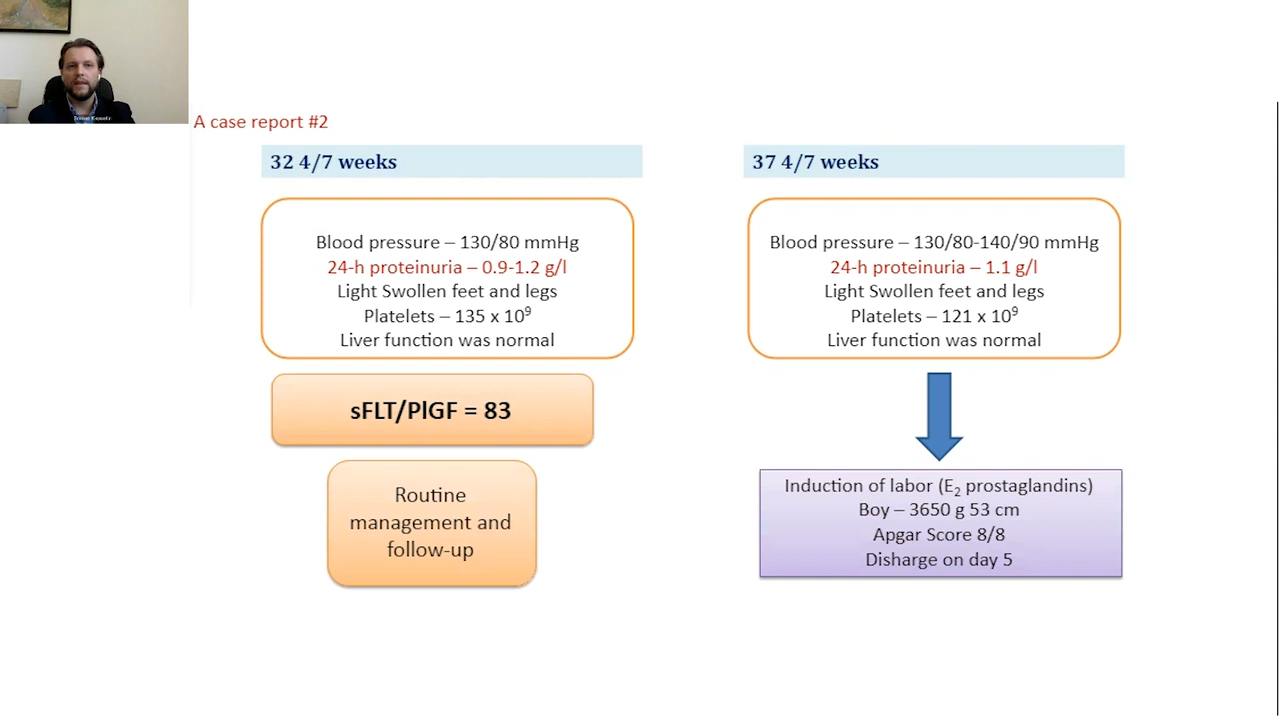 A case report #2
32 4/7 weeks
Blood pressure – 130/80 mmHg
24-h proteinuria – 0.9-1.2 g/l
Light Swollen feet and legs
Platelets – 135 x 10⁹
Liver function was normal
sFLT/PlGF = 83
Routine
management and
follow-up
37 4/7 weeks
Blood pressure – 130/80-140/90 mmHg
24-h proteinuria – 1.1 g/l
Light Swollen feet and legs
Platelets – 121 x 10⁹
Liver function was normal
Induction of labor (E₂ prostaglandins)
Boy – 3650 g 53 cm
Apgar Score 8/8
Disharge on day 5